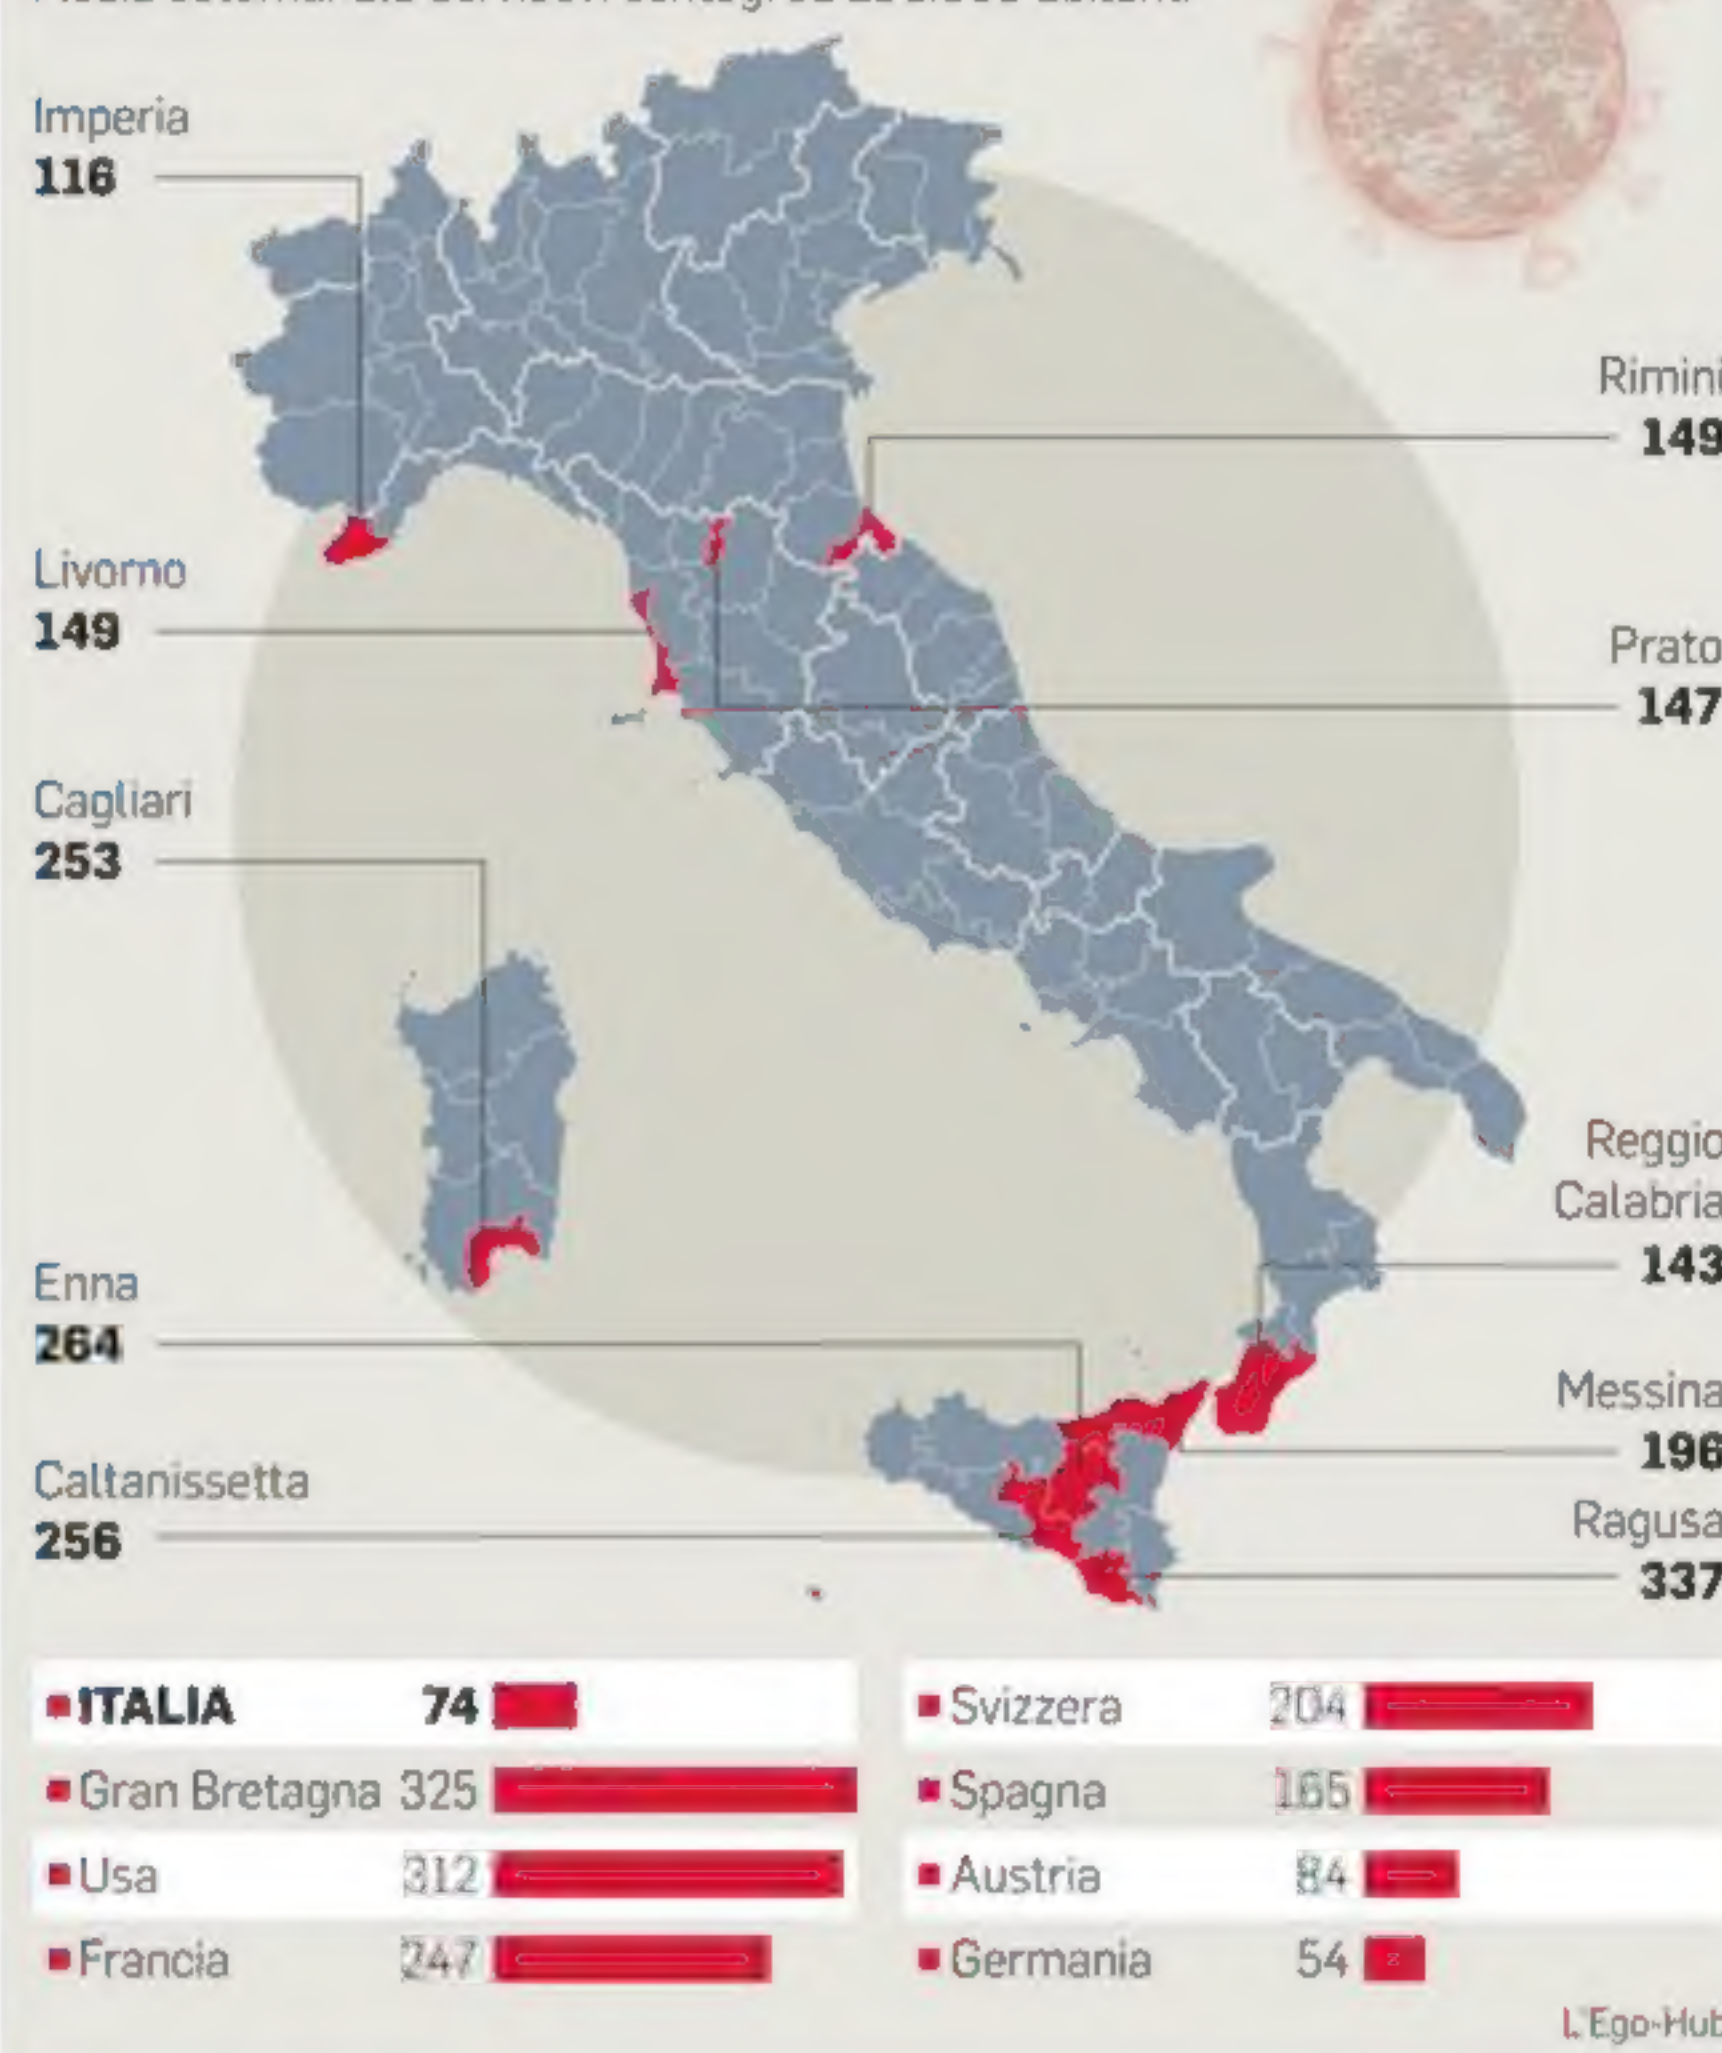 Imperia
116
Livorno
149
Cagliari
253
Enna
264
Caltanissetta
256
Rimini
149
Prato
147
Reggio
Calabria
143
Messina
196
Ragusa
337
ITALIA 74
Gran Bretagna 325
Usa 312
Francia 247
Svizzera 204
Spagna 165
Austria 84
Germania 54
L'Ego-Hub